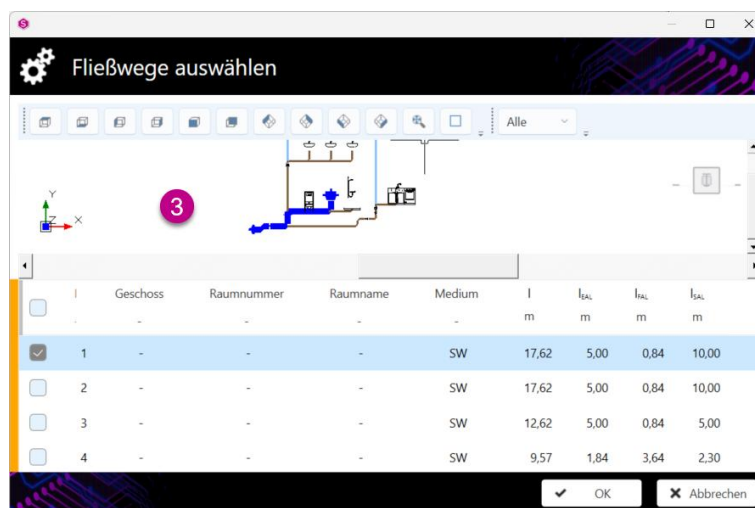 S
Fließwege auswählen
Alle
Y
Z
X
3
I Geschoss Raumnummer Raumname Medium l lEAL lFAL lSAL
. - - - - m m m m
1 - - - SW 17,62 5,00 0,84 10,00
2 - - - SW 17,62 5,00 0,84 10,00
3 - - - SW 12,62 5,00 0,84 5,00
4 - - - SW 9,57 1,84 3,64 2,30
OK Abbrechen